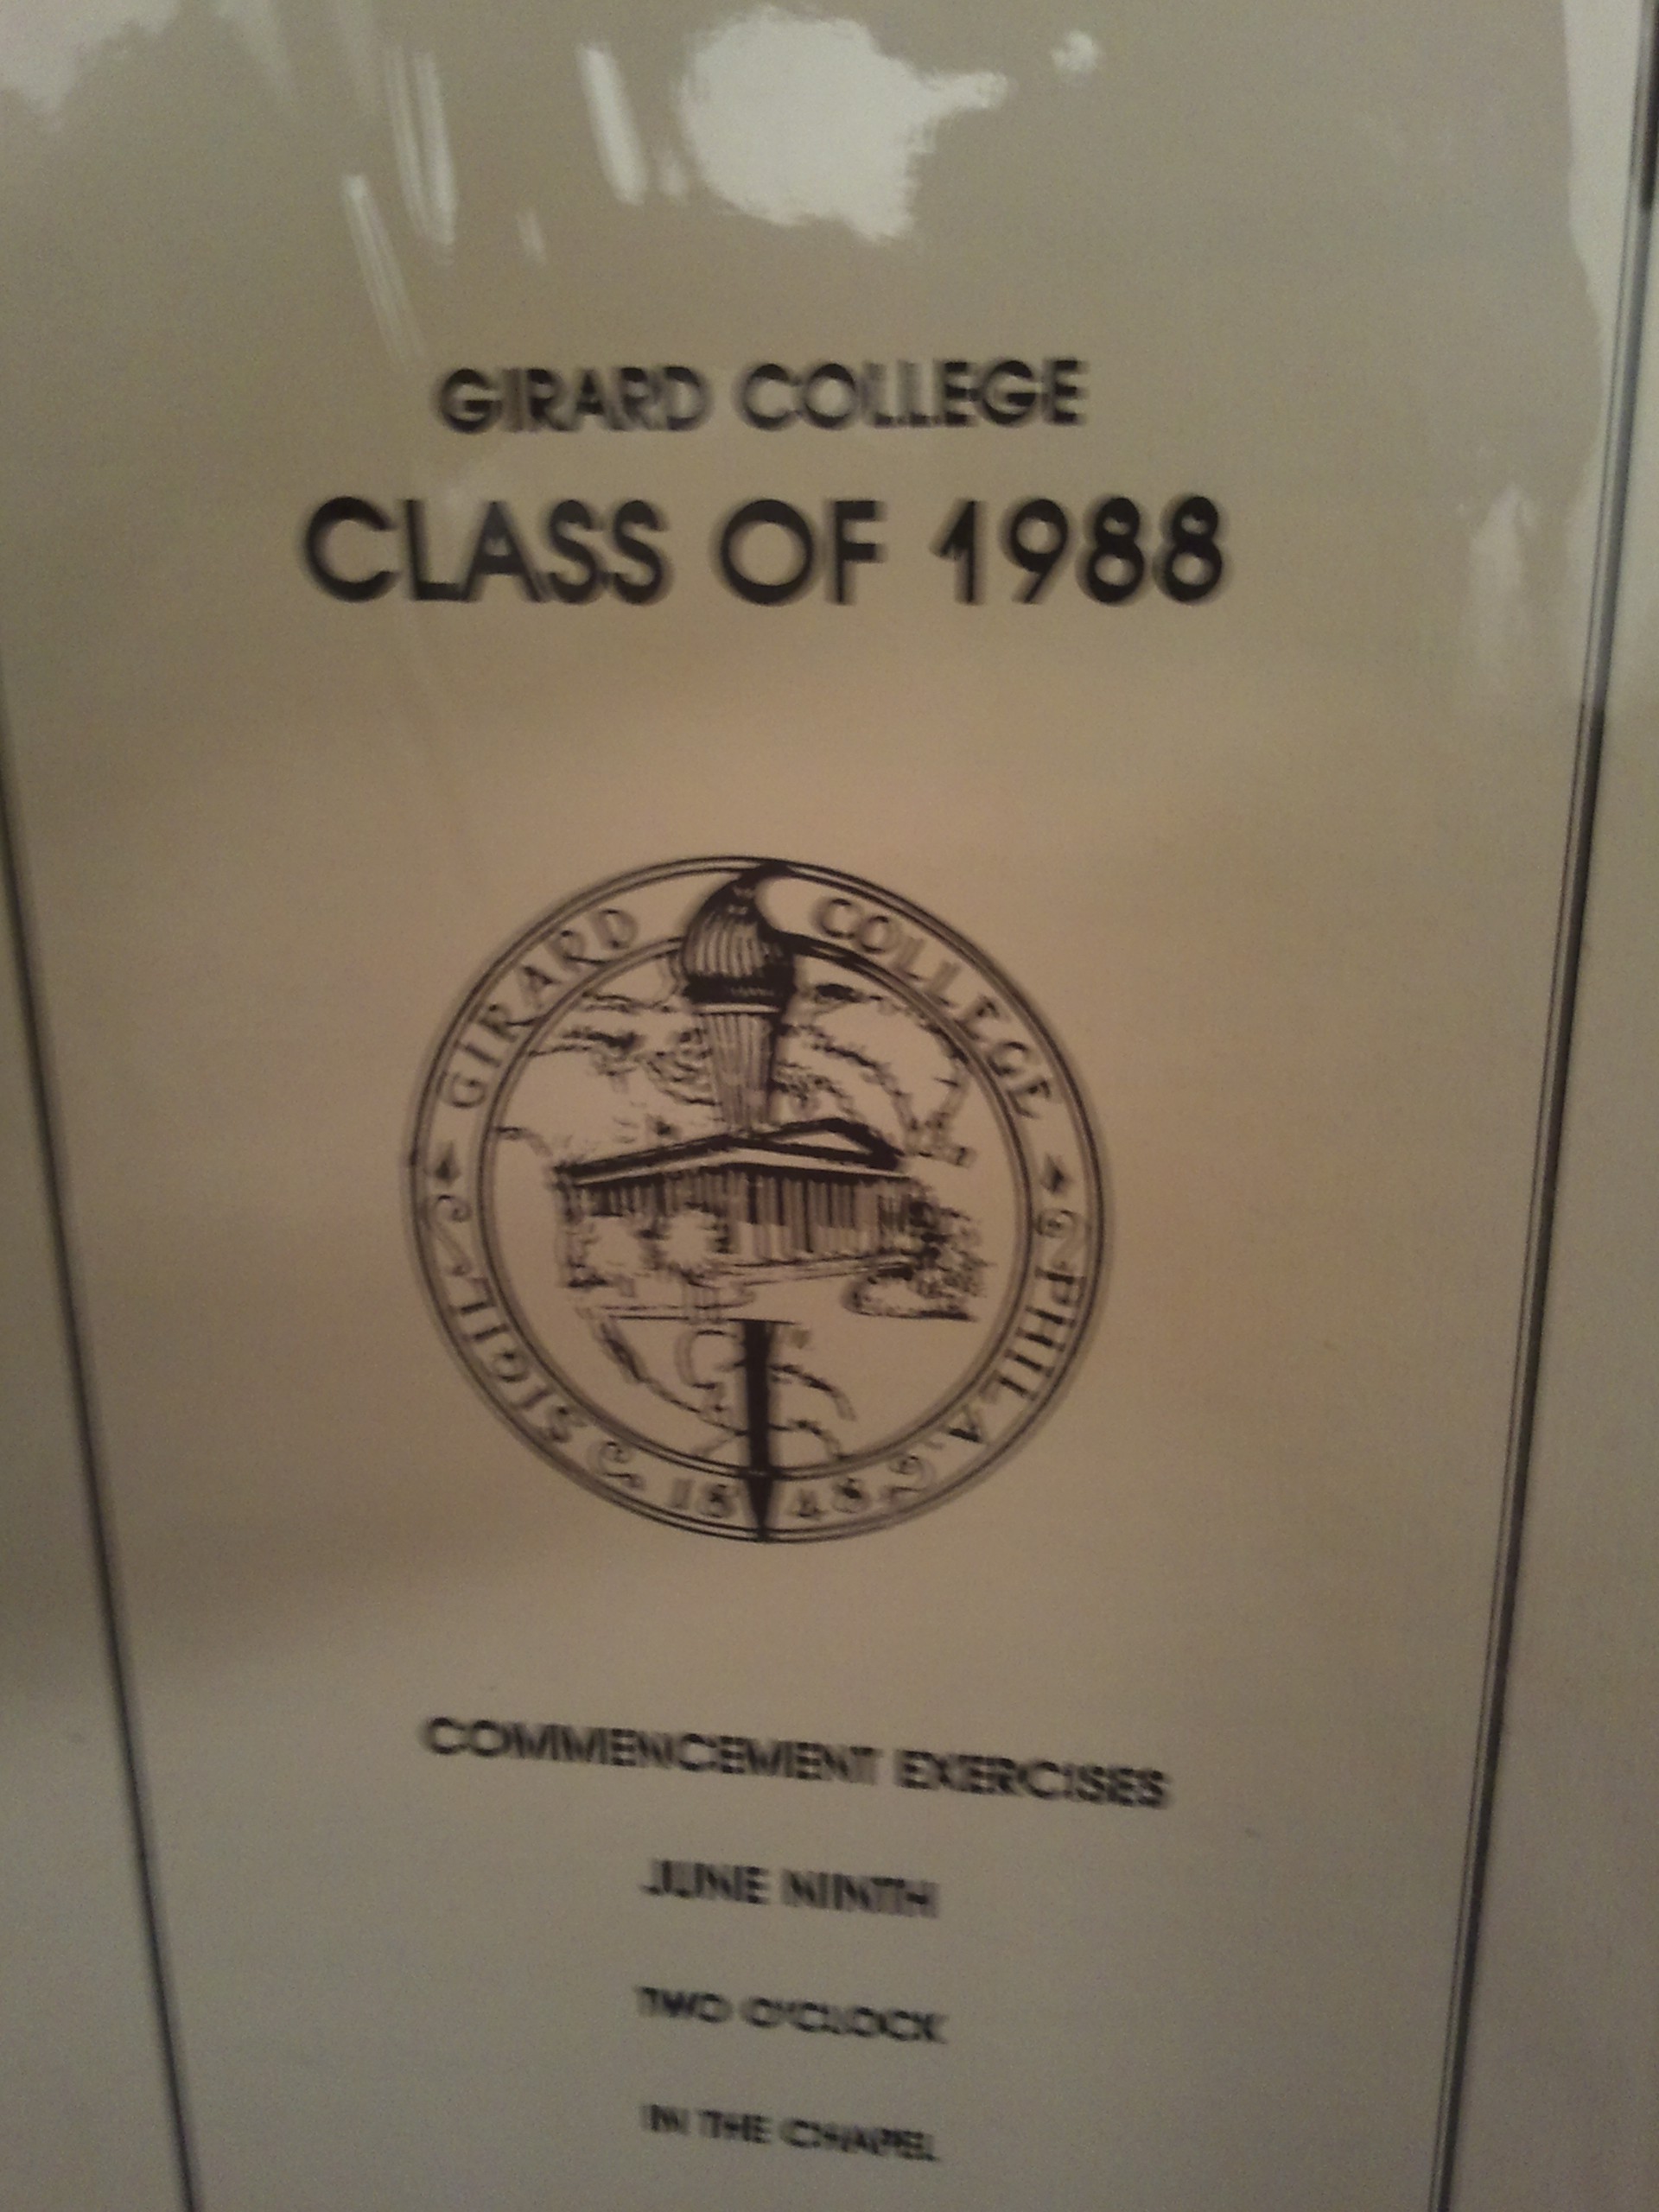 GIRARD COLLEGE
CLASS OF 1988
GIRARD COLLEGE
SIGIL PHILA.
1848
COMMENCEMENT EXERCISES
JUNE NINTH
TWO O'CLOCK
IN THE CHAPEL